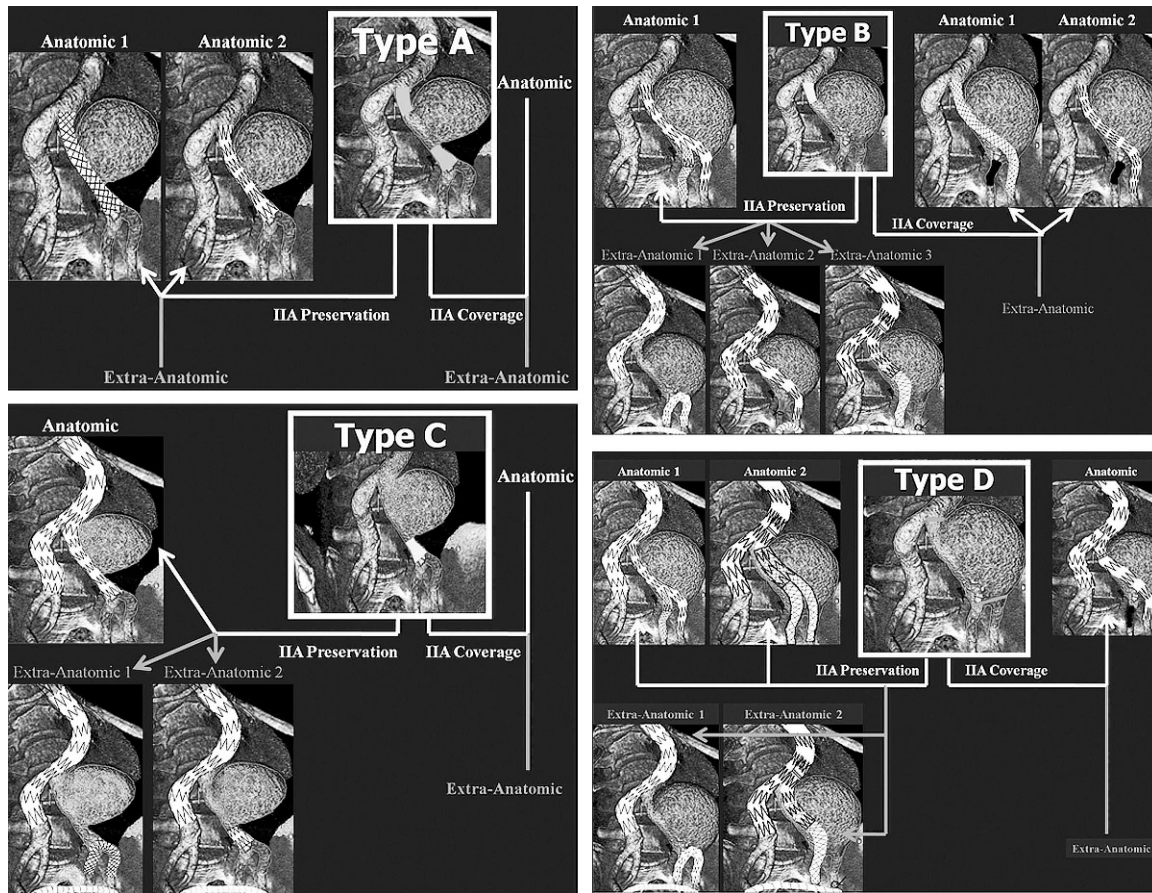 Anatomic 1
Anatomic 2
Type A
Anatomic
IIA Preservation
IIA Coverage
Extra-Anatomic
Extra-Anatomic
Anatomic 1
Type B
Anatomic 1
Anatomic 2
IIA Preservation
IIA Coverage
Extra-Anatomic 1
Extra-Anatomic 2
Extra-Anatomic 3
Extra-Anatomic
Anatomic
Type C
Anatomic
IIA Preservation
IIA Coverage
Extra-Anatomic 1
Extra-Anatomic 2
Extra-Anatomic
Anatomic 1
Anatomic 2
Type D
Anatomic
IIA Preservation
IIA Coverage
Extra-Anatomic 1
Extra-Anatomic 2
Extra-Anatomic